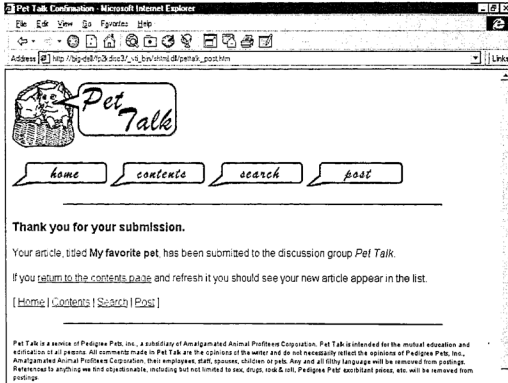 Pet Talk Confirmation - Microsoft Internet Explorer
File Edit View Go Favorites Help
Address http://big-dell/fp2kdisc3/_vti_bin/shtml.dll/pettalk_post.htm Links
Pet
Talk
home contents search post
Thank you for your submission.
Your article, titled My favorite pet, has been submitted to the discussion group Pet Talk.
If you return to the contents page and refresh it you should see your new article appear in the list.
[ Home | Contents | Search | Post ]
Pet Talk is a service of Pedigree Pets, Inc., a subsidiary of Amalgamated Animal Profiteers Corporation. Pet Talk is intended for the mutual education and
edification of all persons. All comments made in Pet Talk are the opinions of the writer and do not necessarily reflect the opinions of Pedigree Pets, Inc.,
Amalgamated Animal Profiteers Corporation, their employees, staff, spouses, children or pets. Any and all filthy language will be removed from postings.
References to anything we find objectionable, including but not limited to sex, drugs, rock & roll, Pedigree Pets' exorbitant prices, etc. will be removed from
postings.